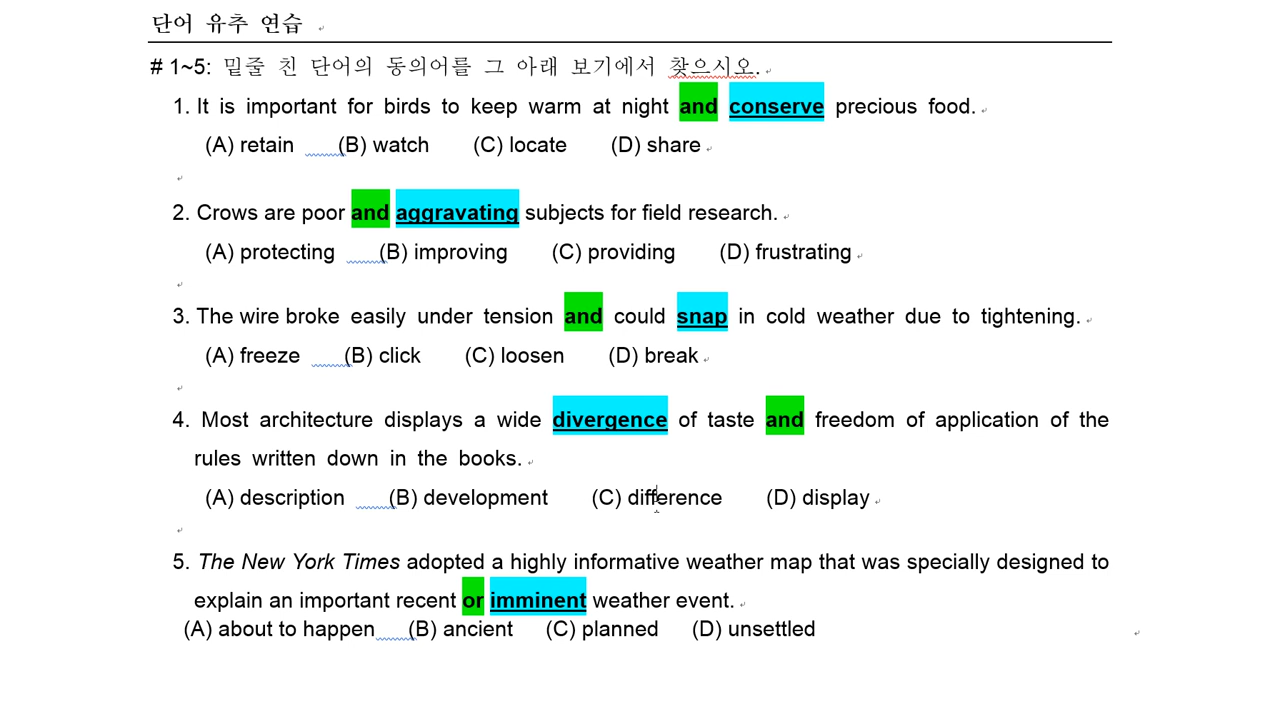 단어 유추 연습
# 1~5: 밑줄 친 단어의 동의어를 그 아래 보기에서 찾으시오.
1. It is important for birds to keep warm at night and conserve precious food.
(A) retain (B) watch (C) locate (D) share
2. Crows are poor and aggravating subjects for field research.
(A) protecting (B) improving (C) providing (D) frustrating
3. The wire broke easily under tension and could snap in cold weather due to tightening.
(A) freeze (B) click (C) loosen (D) break
4. Most architecture displays a wide divergence of taste and freedom of application of the
rules written down in the books.
(A) description (B) development (C) difference (D) display
5. The New York Times adopted a highly informative weather map that was specially designed to
explain an important recent or imminent weather event.
(A) about to happen (B) ancient (C) planned (D) unsettled